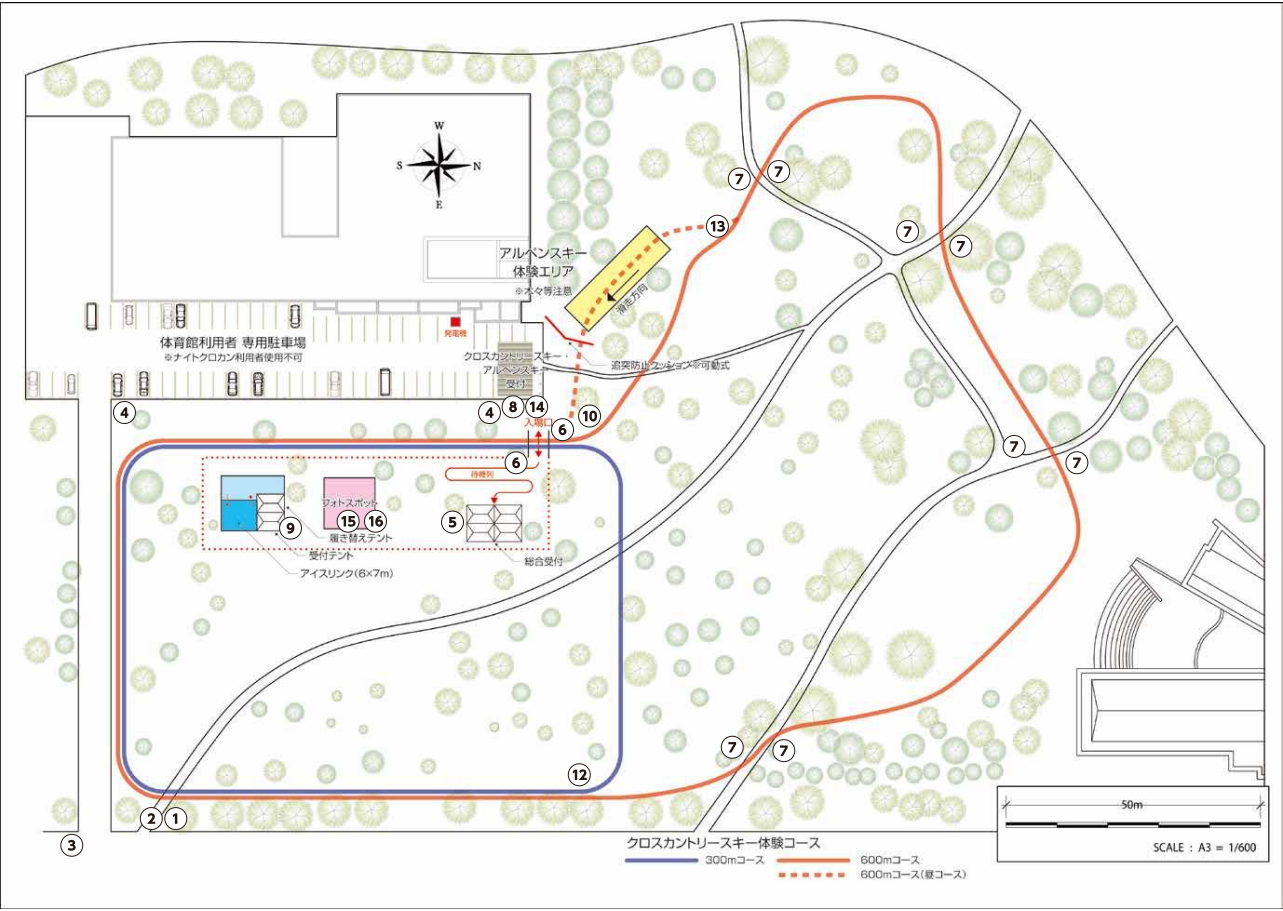 W
S
N
E
7
7
13
7
7
アルペンスキー
体験エリア
※木々等注意
滑走方向
発電機
体育館利用者 専用駐車場
※ナイトクロカン利用者使用不可
クロスカントリースキー・
アルペンスキー
受付
追突防止クッション※可動式
4
4
8
14
10
入場口
6
6
待機列
7
7
フォトスポット
15
16
5
9
履き替えテント
受付テント
総合受付
アイスリンク(6×7m)
7
7
12
2
1
3
50m
SCALE : A3 = 1/600
クロスカントリースキー体験コース
300mコース
600mコース
600mコース(昼コース)